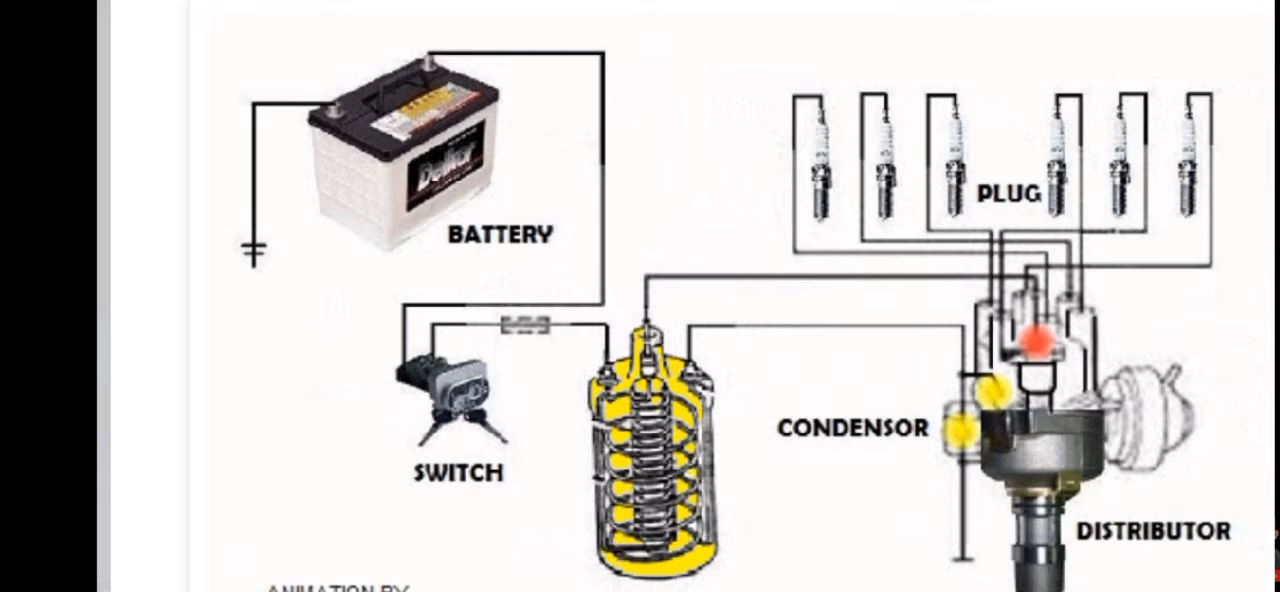 BATTERY
PLUG
SWITCH
CONDENSOR
DISTRIBUTOR
ANIMATION BY